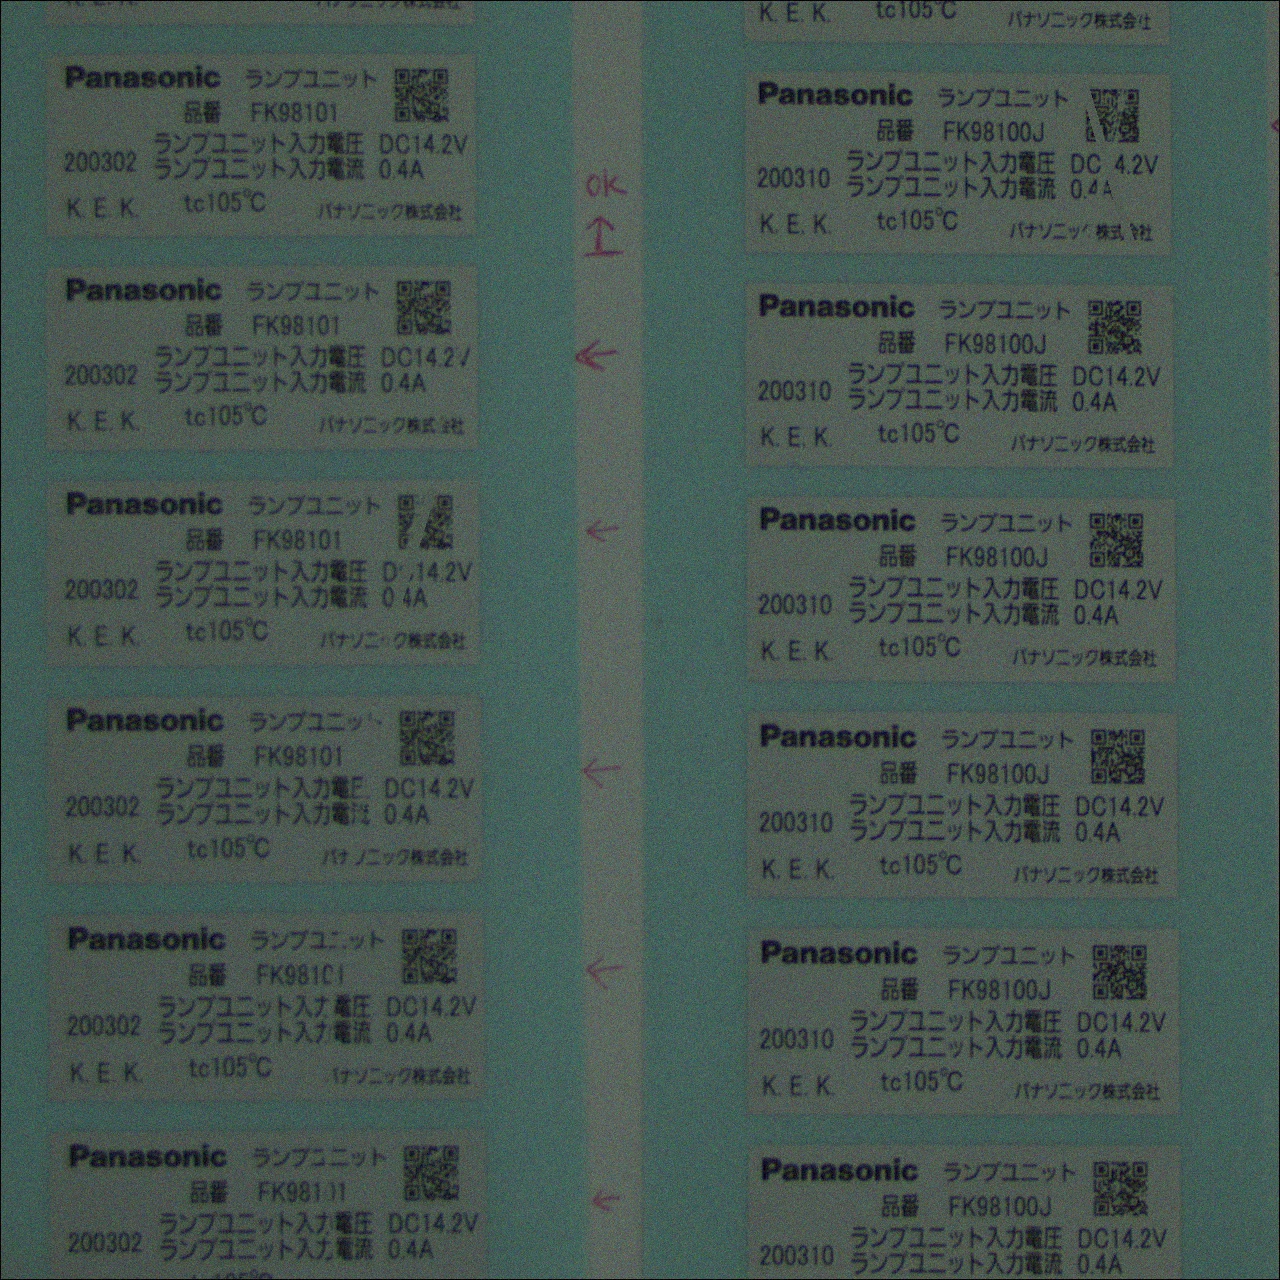 K. E. K. tc105℃ パナソニック株式会社
Panasonic ランプユニット
品番 FK98101
ランプユニット入力電圧 DC14.2V
200302 ランプユニット入力電流 0.4A
K. E. K. tc105℃ パナソニック株式会社
OK
Panasonic ランプユニット
品番 FK98101
ランプユニット入力電圧 DC14.2
200302 ランプユニット入力電流 0.4A
K. E. K. tc105℃ パナソニック株式 社
Panasonic ランプユニット
品番 FK98101
ランプユニット入力電圧 D 14.2V
200302 ランプユニット入力電流 0 4A
K. E. K. tc105℃ パナソニック株式会社
Panasonic ランプユニッ
品番 FK98101
ランプユニット入力電圧 DC14.2V
200302 ランプユニット入力電流 0.4A
K. E. K. tc105℃ パナソニック株式会社
Panasonic ランプユニット
品番 FK98101
ランプユニット入力電圧 DC14.2V
200302 ランプユニット入力電流 0.4A
K. E. K. tc105℃ パナソニック株式会社
Panasonic ランプユニット
品番 FK98101
ランプユニット入力電圧 DC14.2V
200302 ランプユニット入力電流 0.4A
K. E. K. tc105℃ パナソニック株式会社
Panasonic ランプユニット
品番 FK98100J
ランプユニット入力電圧 DC 4.2V
200310 ランプユニット入力電流 0.4A
K. E. K. tc105℃ パナソニック株式会社
Panasonic ランプユニット
品番 FK98100J
ランプユニット入力電圧 DC14.2V
200310 ランプユニット入力電流 0.4A
K. E. K. tc105℃ パナソニック株式会社
Panasonic ランプユニット
品番 FK98100J
ランプユニット入力電圧 DC14.2V
200310 ランプユニット入力電流 0.4A
K. E. K. tc105℃ パナソニック株式会社
Panasonic ランプユニット
品番 FK98100J
ランプユニット入力電圧 DC14.2V
200310 ランプユニット入力電流 0.4A
K. E. K. tc105℃ パナソニック株式会社
Panasonic ランプユニット
品番 FK98100J
ランプユニット入力電圧 DC14.2V
200310 ランプユニット入力電流 0.4A
K. E. K. tc105℃ パナソニック株式会社
Panasonic ランプユニット
品番 FK98100J
ランプユニット入力電圧 DC14.2V
200310 ランプユニット入力電流 0.4A